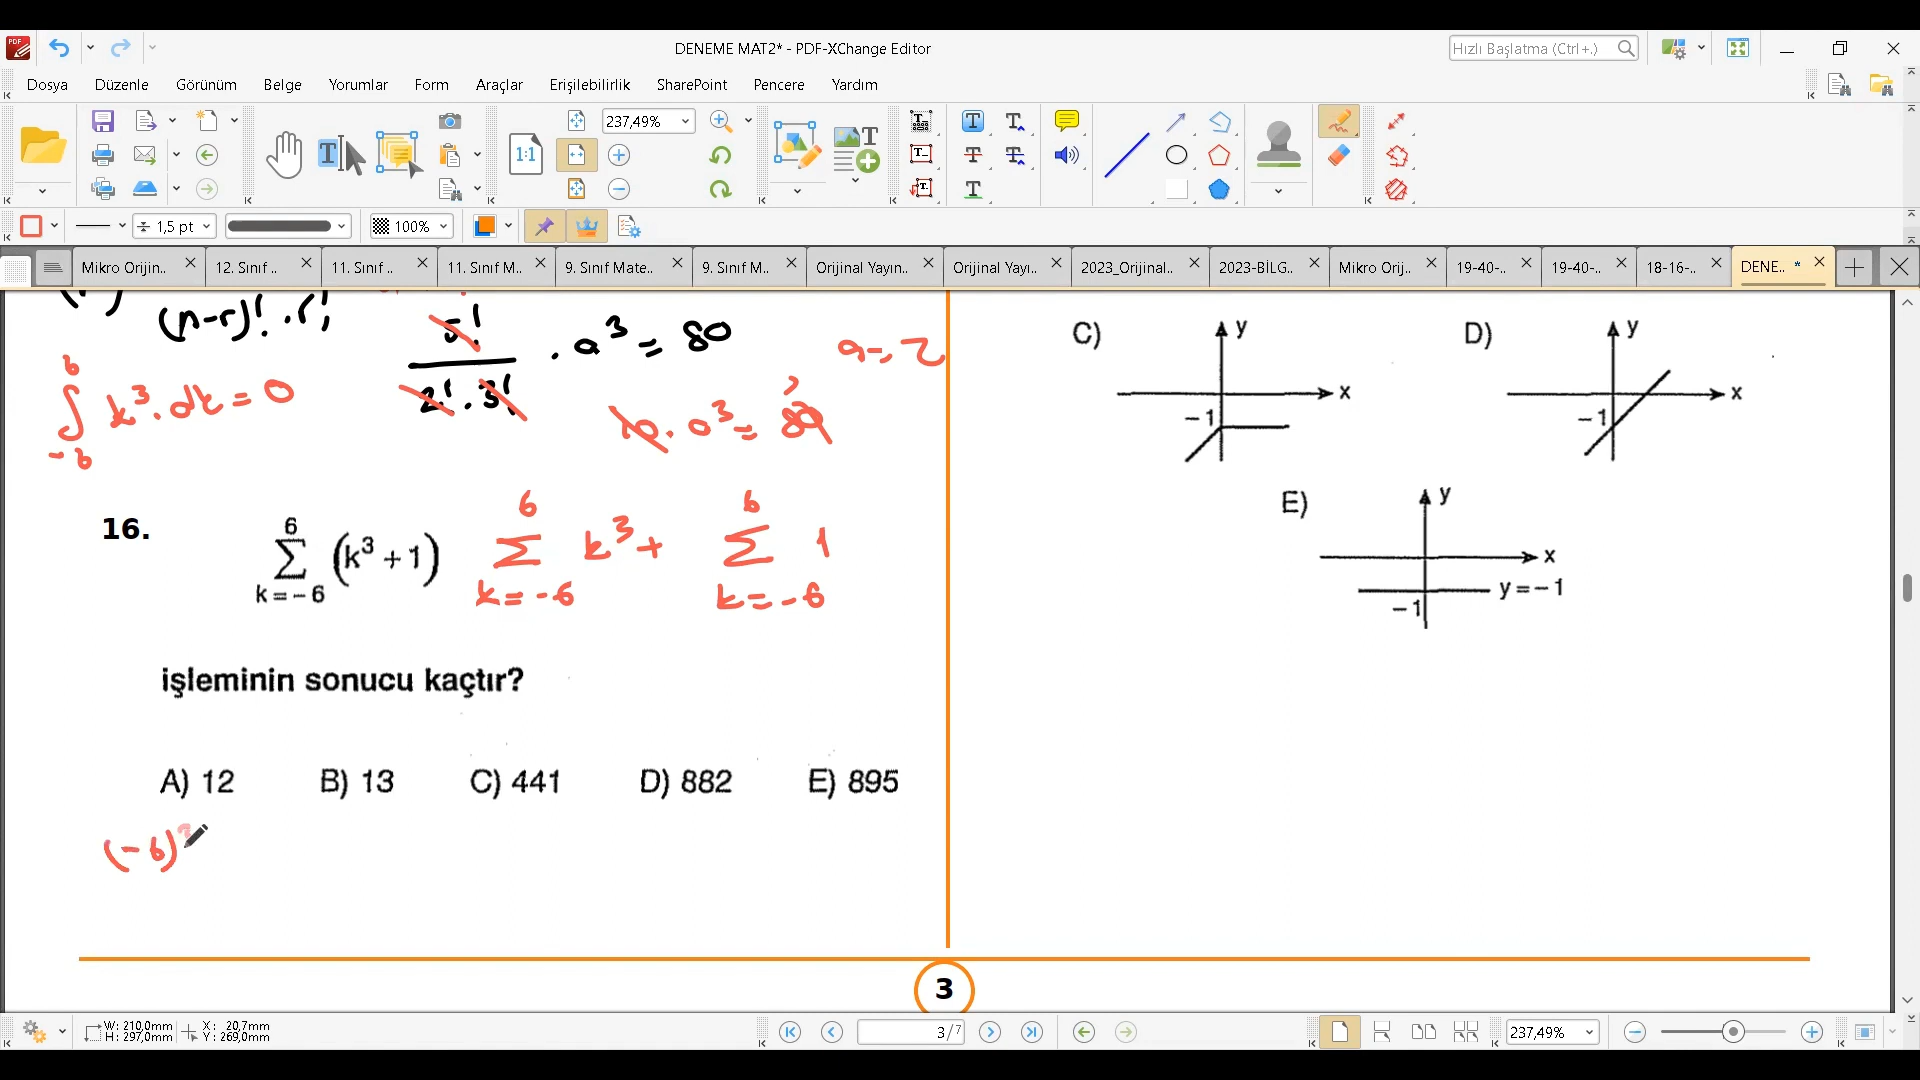 DENEME MAT2* - PDF-XChange Editor
Hızlı Başlatma (Ctrl+.)
Dosya Düzenle Görünüm Belge Yorumlar Form Araçlar Erişilebilirlik SharePoint Pencere Yardım
237,49%
1:1
1,5 pt
100%
Mikro Orijin.. 12. Sınıf .. 11. Sınıf .. 11. Sınıf M.. 9. Sınıf Mate.. 9. Sınıf M.. Orijinal Yayın.. Orijinal Yayı.. 2023_Orijinal.. 2023-BİLG.. Mikro Orij.. 19-40-.. 19-40-.. 18-16-.. DENE.. *
(n-r)! . r!
5! / 2! . 3! . a³ = 80
a = 2
∫ 6 -6 k³ . dk = 0
10 . a³ = 80
16. 6 Σ k = – 6 (k³ + 1)
6 Σ k = -6 k³ + 6 Σ k = -6 1
işleminin sonucu kaçtır?
A) 12 B) 13 C) 441 D) 882 E) 895
(-6)³
C) y x –1
D) y x –1
E) y x y = – 1 –1
3
W: 210,0mm
H: 297,0mm
X: 20,7mm
Y: 269,0mm
3 / 7
237,49%